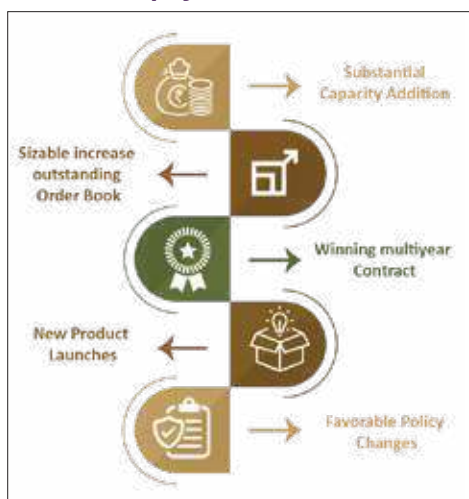 Substantial
Capacity Addition
Sizable increase
outstanding
Order Book
Winning multiyear
Contract
New Product
Launches
Favorable Policy
Changes